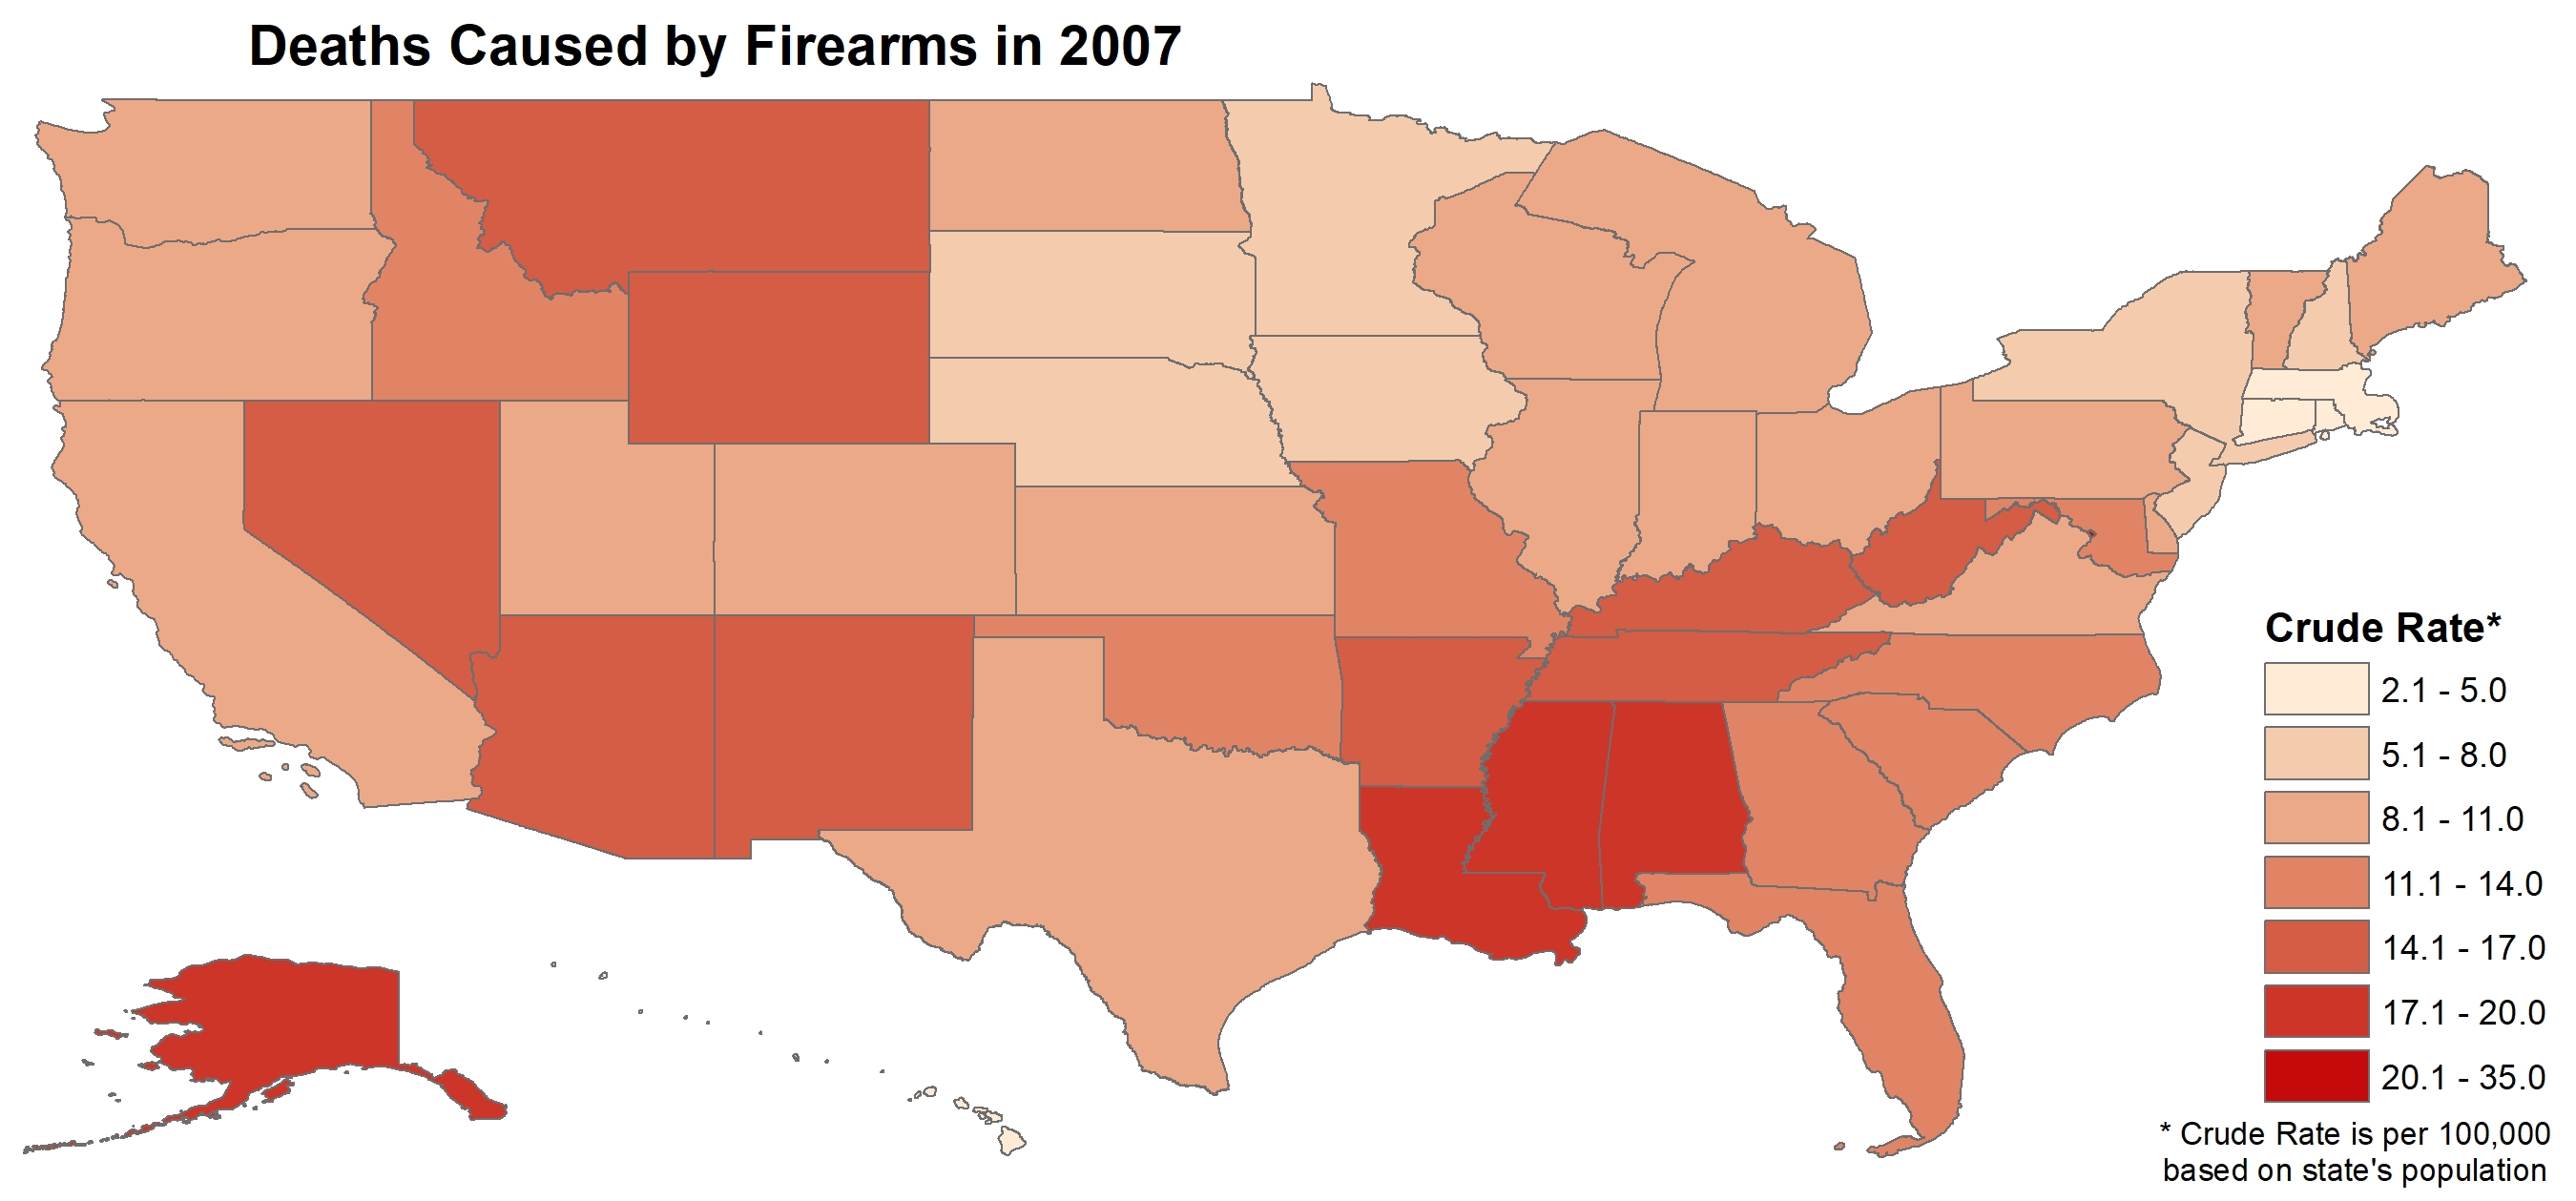 Deaths Caused by Firearms in 2007
Crude Rate*
2.1 - 5.0
5.1 - 8.0
8.1 - 11.0
11.1 - 14.0
14.1 - 17.0
17.1 - 20.0
20.1 - 35.0
* Crude Rate is per 100,000
based on state's population